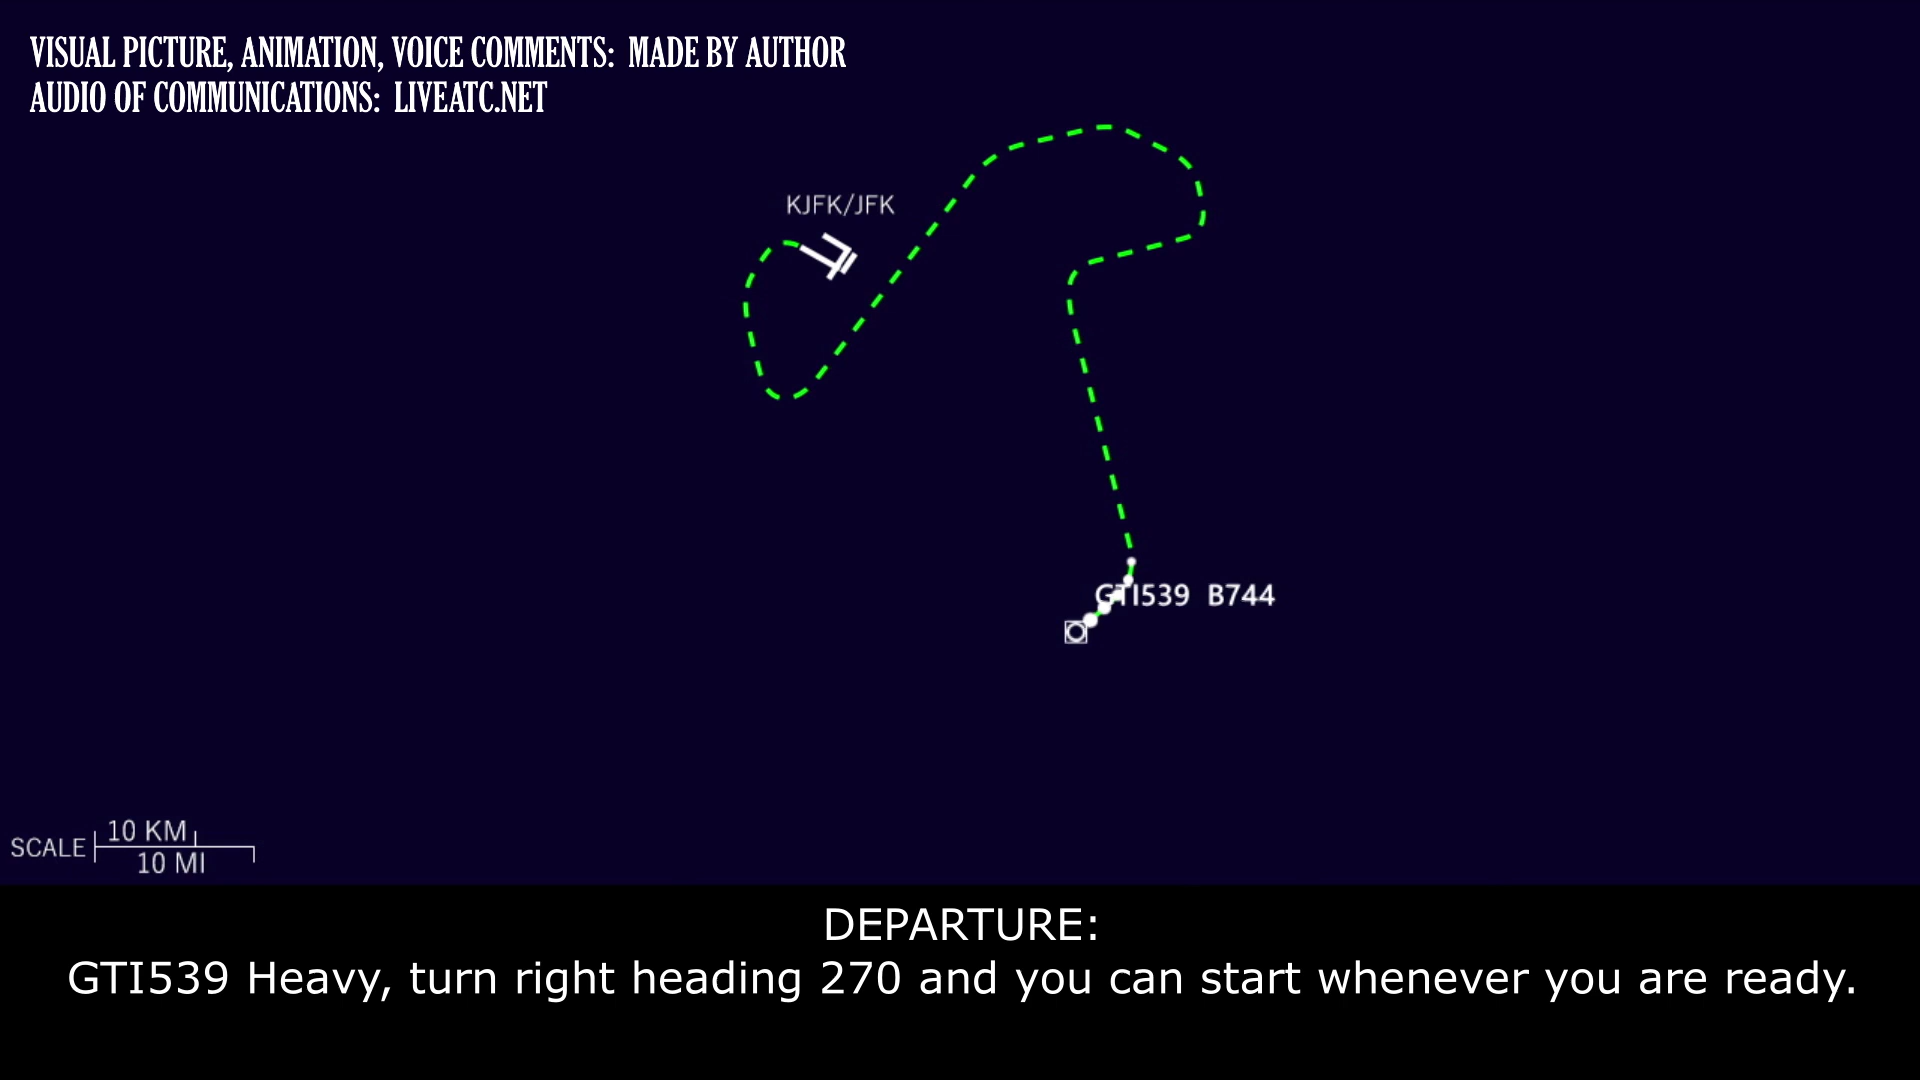 VISUAL PICTURE, ANIMATION, VOICE COMMENTS: MADE BY AUTHOR
AUDIO OF COMMUNICATIONS: LIVEATC.NET
KJFK/JFK
GTI539 B744
10 KM
SCALE
10 MI
DEPARTURE:
GTI539 Heavy, turn right heading 270 and you can start whenever you are ready.